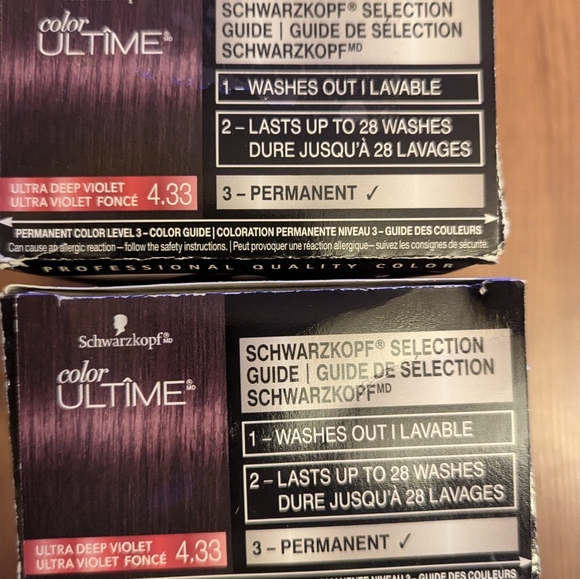 color
ULTÎME MD
SCHWARZKOPF® SELECTION
GUIDE | GUIDE DE SÉLECTION
SCHWARZKOPF MD
1 – WASHES OUT | LAVABLE
2 – LASTS UP TO 28 WASHES
DURE JUSQU'À 28 LAVAGES
ULTRA DEEP VIOLET
ULTRA VIOLET FONCÉ 4.33
3 – PERMANENT ✓
PERMANENT COLOR LEVEL 3 – COLOR GUIDE | COLORATION PERMANENTE NIVEAU 3 – GUIDE DES COULEURS
Can cause an allergic reaction – follow the safety instructions. | Peut provoquer une réaction allergique – suivez les consignes de sécurité.
PROFESSIONAL QUALITY COLOR
Schwarzkopf® MD
color
ULTÎME® MD
SCHWARZKOPF® SELECTION
GUIDE | GUIDE DE SÉLECTION
SCHWARZKOPF MD
1 – WASHES OUT | LAVABLE
2 – LASTS UP TO 28 WASHES
DURE JUSQU'À 28 LAVAGES
ULTRA DEEP VIOLET
ULTRA VIOLET FONCÉ 4.33
3 – PERMANENT ✓
NIVEAU 3 – GUIDE DES COULEURS